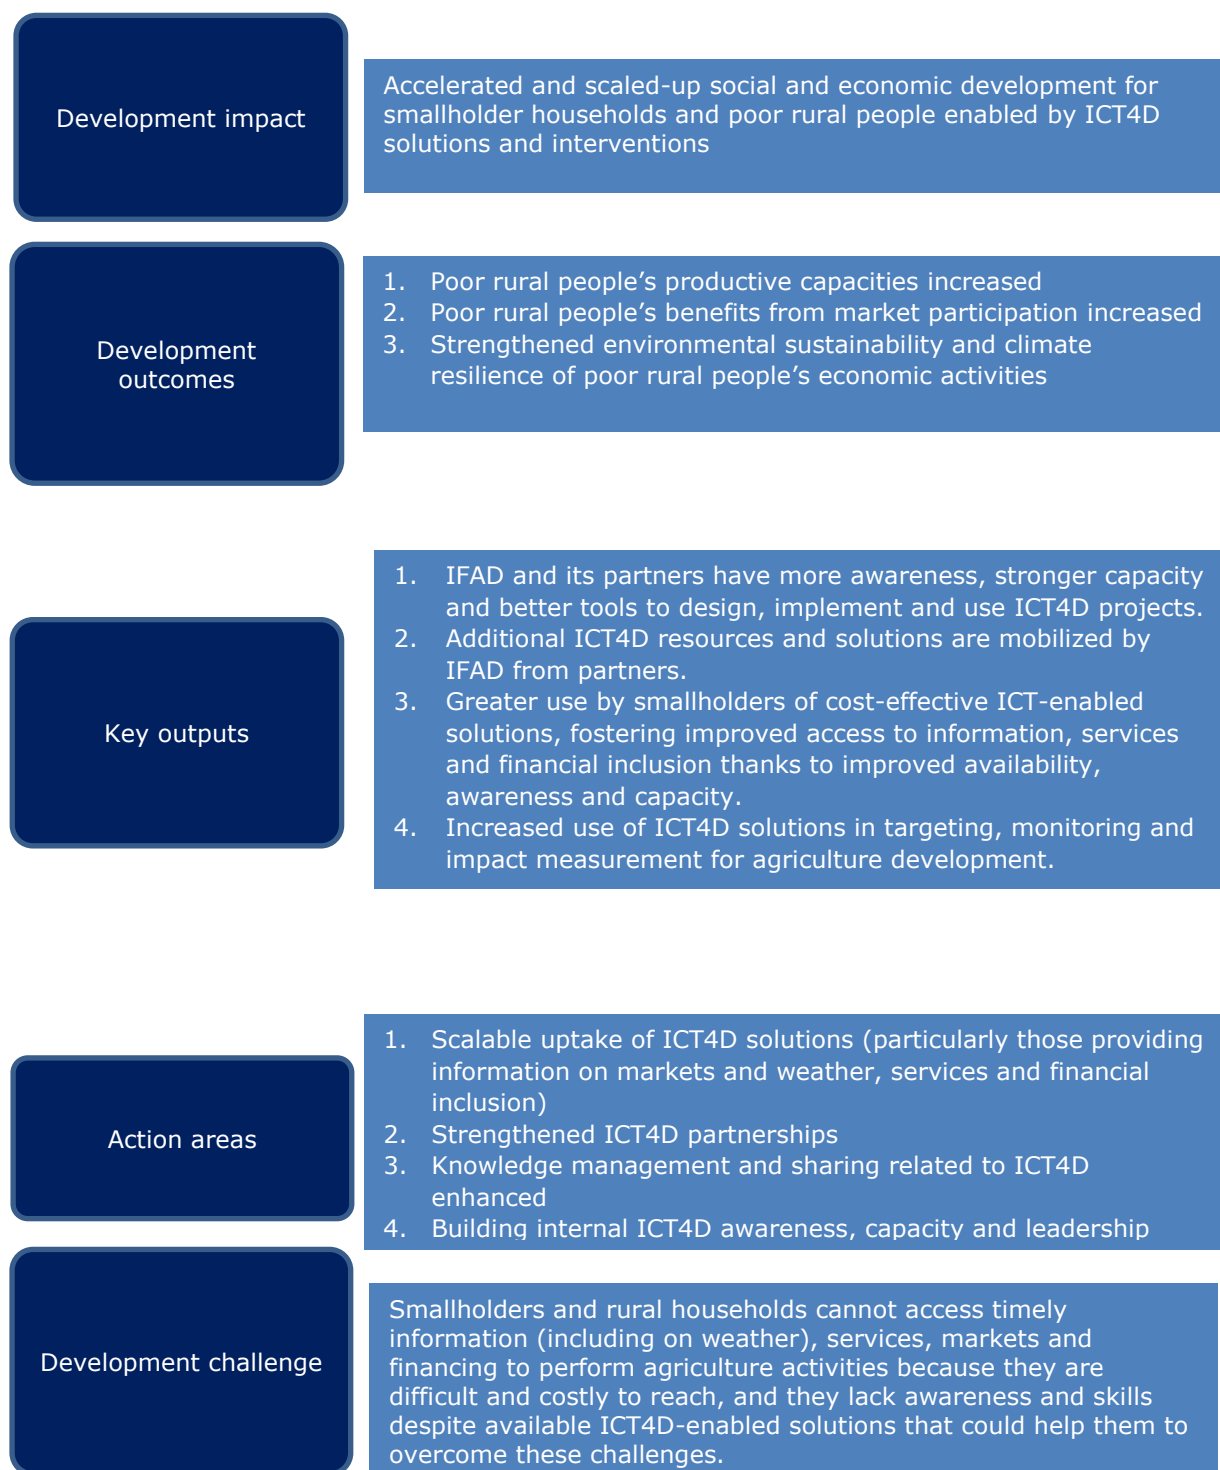 Development impact
Accelerated and scaled-up social and economic development for
smallholder households and poor rural people enabled by ICT4D
solutions and interventions
Development
outcomes
1. Poor rural people’s productive capacities increased
2. Poor rural people’s benefits from market participation increased
3. Strengthened environmental sustainability and climate
resilience of poor rural people’s economic activities
Key outputs
1. IFAD and its partners have more awareness, stronger capacity
and better tools to design, implement and use ICT4D projects.
2. Additional ICT4D resources and solutions are mobilized by
IFAD from partners.
3. Greater use by smallholders of cost-effective ICT-enabled
solutions, fostering improved access to information, services
and financial inclusion thanks to improved availability,
awareness and capacity.
4. Increased use of ICT4D solutions in targeting, monitoring and
impact measurement for agriculture development.
Action areas
1. Scalable uptake of ICT4D solutions (particularly those providing
information on markets and weather, services and financial
inclusion)
2. Strengthened ICT4D partnerships
3. Knowledge management and sharing related to ICT4D
enhanced
4. Building internal ICT4D awareness, capacity and leadership
Development challenge
Smallholders and rural households cannot access timely
information (including on weather), services, markets and
financing to perform agriculture activities because they are
difficult and costly to reach, and they lack awareness and skills
despite available ICT4D-enabled solutions that could help them to
overcome these challenges.